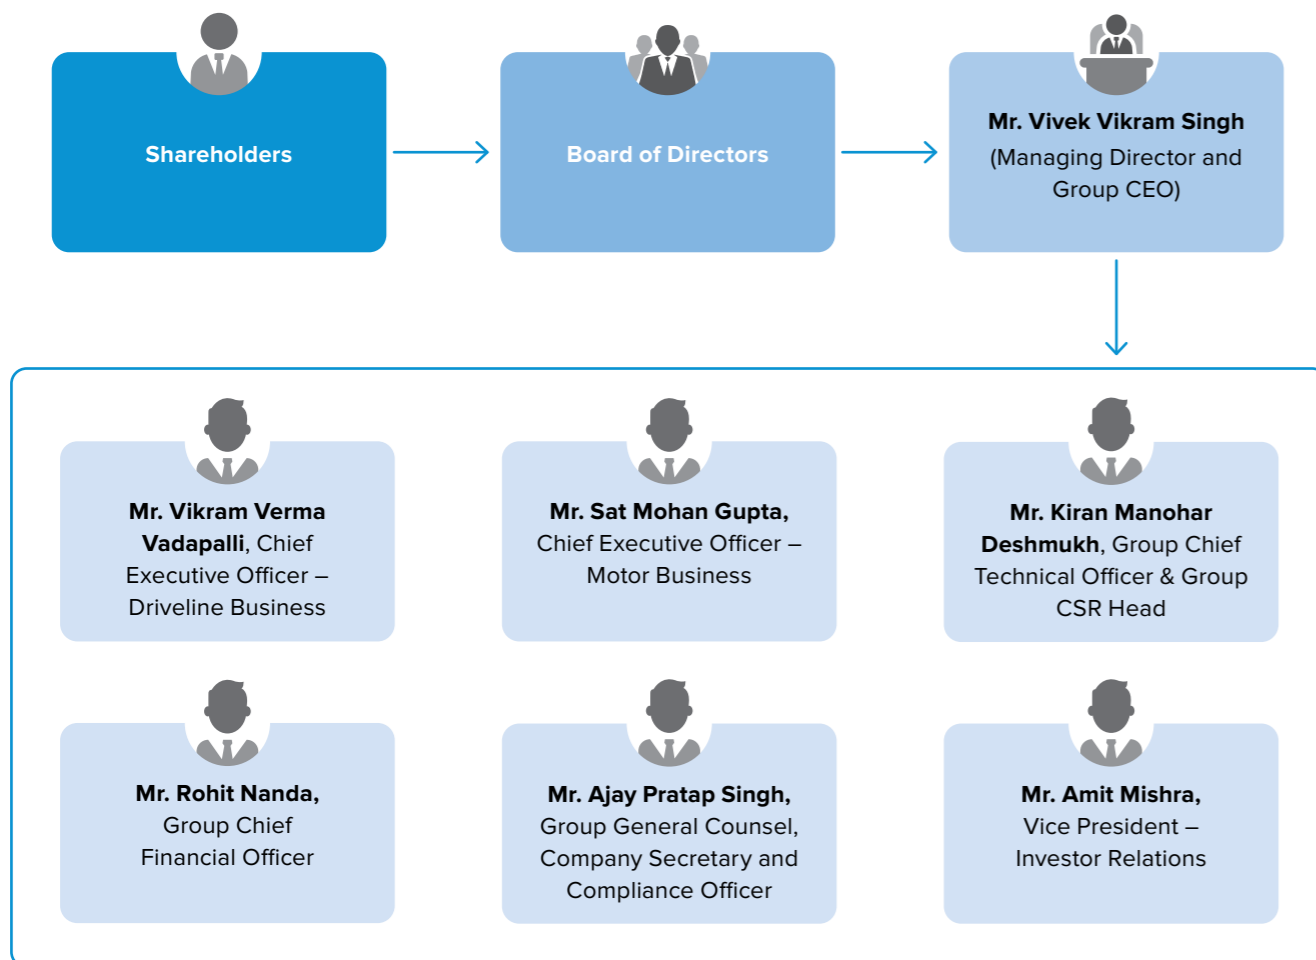 Shareholders
Board of Directors
Mr. Vivek Vikram Singh
(Managing Director and
Group CEO)
Mr. Vikram Verma
Vadapalli, Chief
Executive Officer –
Driveline Business
Mr. Sat Mohan Gupta,
Chief Executive Officer –
Motor Business
Mr. Kiran Manohar
Deshmukh, Group Chief
Technical Officer & Group
CSR Head
Mr. Rohit Nanda,
Group Chief
Financial Officer
Mr. Ajay Pratap Singh,
Group General Counsel,
Company Secretary and
Compliance Officer
Mr. Amit Mishra,
Vice President –
Investor Relations